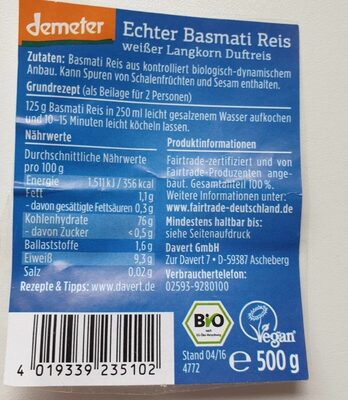 demeter
Echter Basmati Reis
weißer Langkorn Duftreis
Zutaten: Basmati Reis aus kontrolliert biologisch-dynamischem
Anbau. Kann Spuren von Schalenfrüchten und Sesam enthalten.
Grundrezept (als Beilage für 2 Personen)
125 g Basmati Reis in 250 ml leicht gesalzenem Wasser aufkochen
und 10-15 Minuten leicht köcheln lassen.
Nährwerte
Durchschnittliche Nährwerte
pro 100 g
Energie 1.511 kJ / 356 kcal
Fett 1,1 g
- davon gesättigte Fettsäuren 0,3 g
Kohlenhydrate 76 g
- davon Zucker <0,5 g
Ballaststoffe 1,6 g
Eiweiß 9,3 g
Salz 0,02 g
Rezepte & Tipps: www.davert.de
Produktinformationen
Fairtrade-zertifiziert und von
Fairtrade-Produzenten ange-
baut. Gesamtanteil 100 %.
Weitere Informationen unter:
www.fairtrade-deutschland.de
Mindestens haltbar bis:
siehe Seitenaufdruck
Davert GmbH
Zur Davert 7 • D-59387 Ascheberg
Verbrauchertelefon:
02593-9280100
BIO
Vegan
Stand 04/16
4772
e 500 g
4 019339 235102